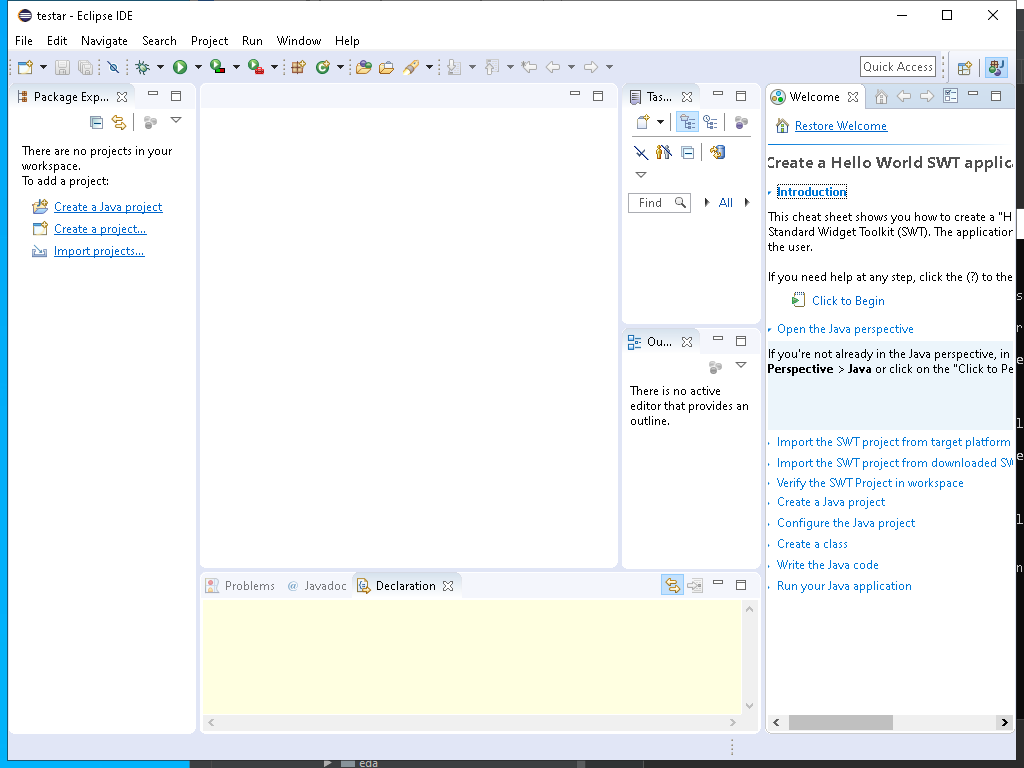 testar - Eclipse IDE
File Edit Navigate Search Project Run Window Help
Quick Access
Package Exp...
There are no projects in your
workspace.
To add a project:
Create a Java project
Create a project...
Import projects...
Tas...
Find
All
Ou...
There is no active
editor that provides an
outline.
Welcome
Restore Welcome
Create a Hello World SWT applic
Introduction
This cheat sheet shows you how to create a "H
Standard Widget Toolkit (SWT). The application
the user.
If you need help at any step, click the (?) to the
Click to Begin
Open the Java perspective
If you're not already in the Java perspective, in
Perspective > Java or click on the "Click to Pe
Import the SWT project from target platform
Import the SWT project from downloaded SW
Verify the SWT Project in workspace
Create a Java project
Configure the Java project
Create a class
Write the Java code
Run your Java application
Problems @ Javadoc Declaration
eda